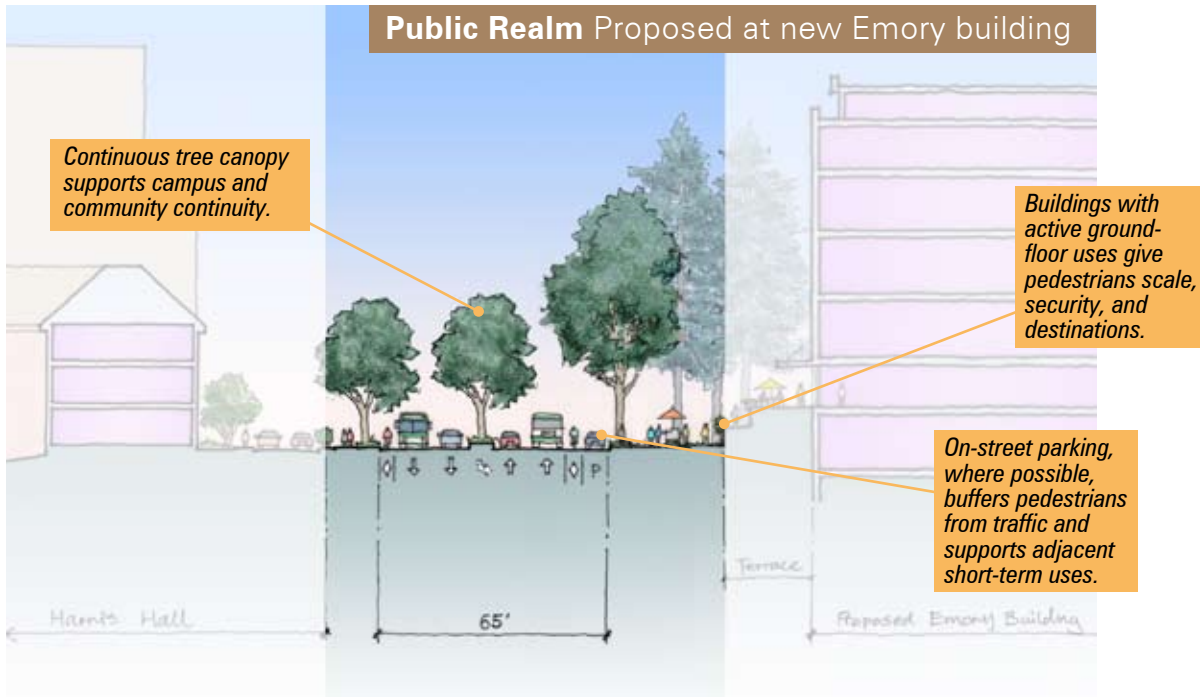 Public Realm Proposed at new Emory building
Continuous tree canopy
supports campus and
community continuity.
Buildings with
active ground-
floor uses give
pedestrians scale,
security, and
destinations.
On-street parking,
where possible,
buffers pedestrians
from traffic and
supports adjacent
short-term uses.
P
Terrace
Harris Hall
65'
Proposed Emory Building